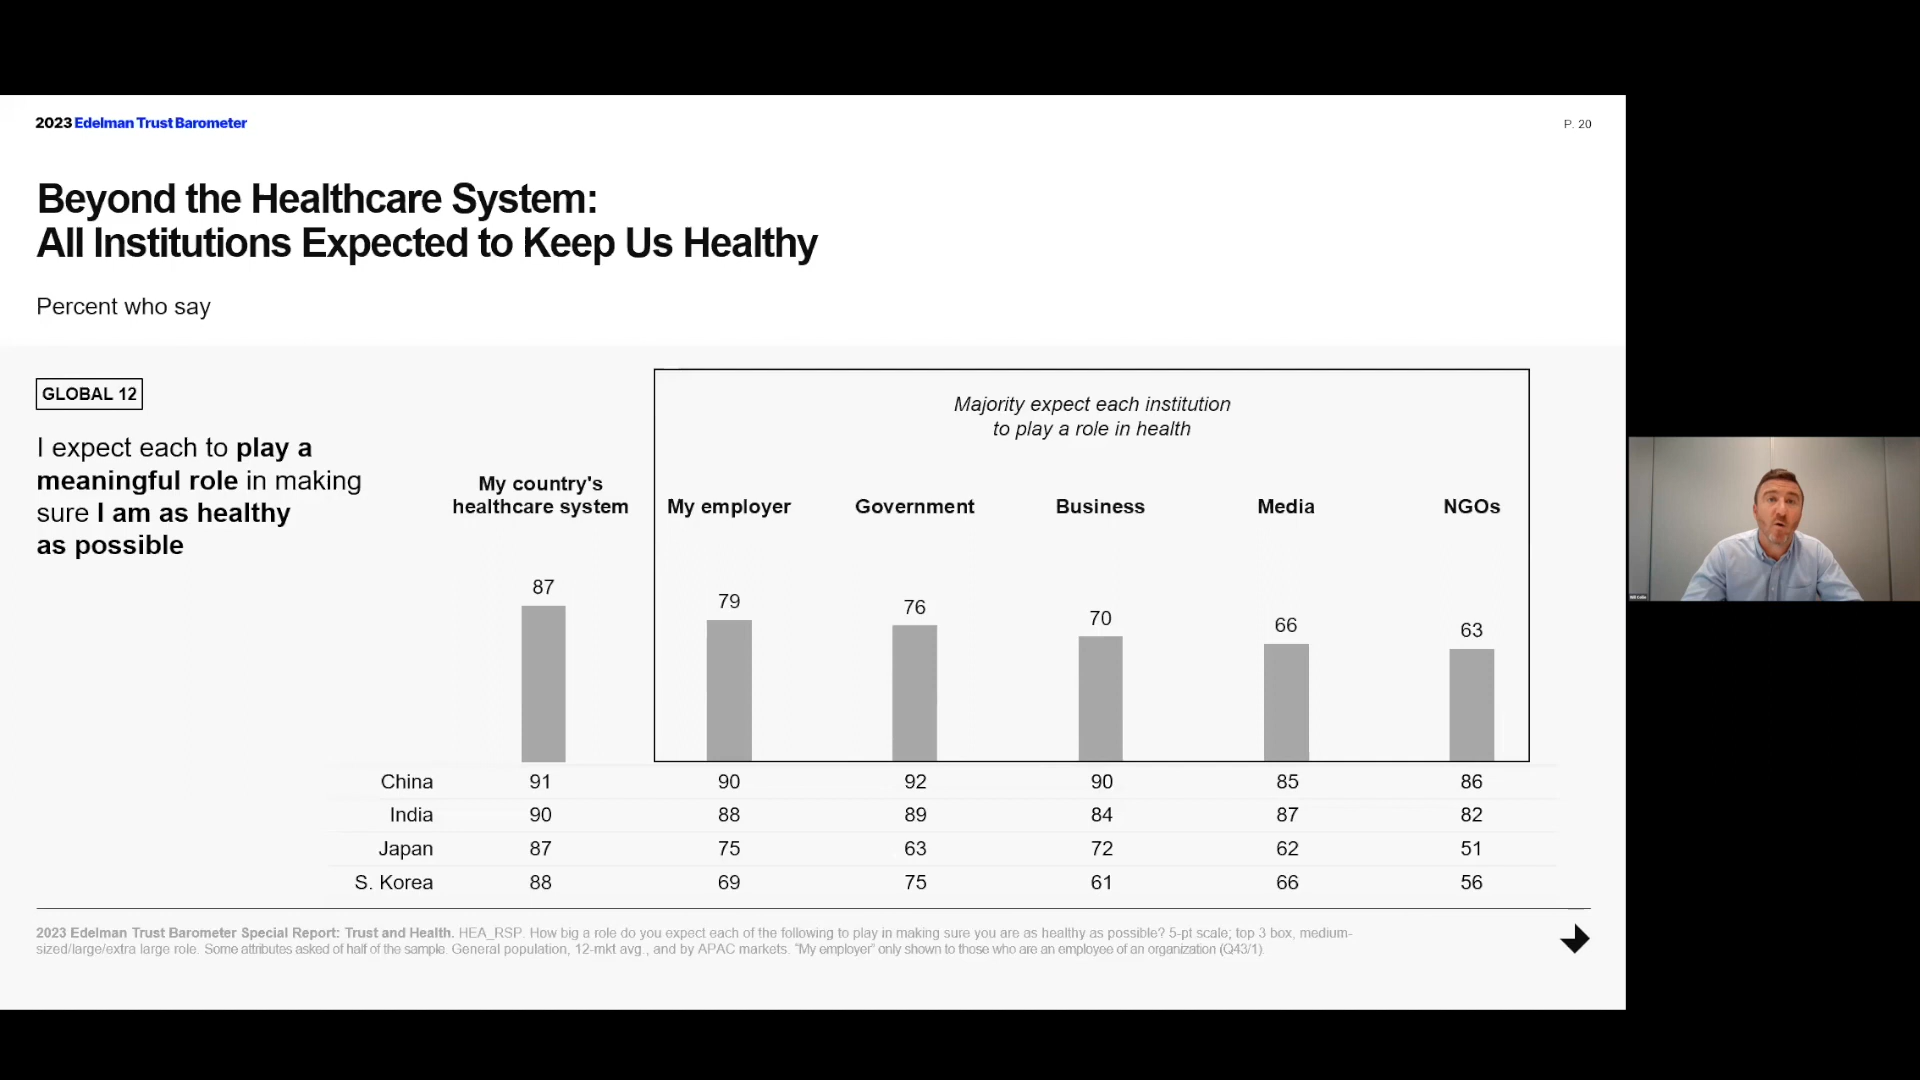 2023 Edelman Trust Barometer
P. 20
Beyond the Healthcare System:
All Institutions Expected to Keep Us Healthy
Percent who say
GLOBAL 12
I expect each to play a
meaningful role in making
sure I am as healthy
as possible
Majority expect each institution
to play a role in health
My country's
healthcare system
My employer
Government
Business
Media
NGOs
87
79
76
70
66
63
China 91 90 92 90 85 86
India 90 88 89 84 87 82
Japan 87 75 63 72 62 51
S. Korea 88 69 75 61 66 56
2023 Edelman Trust Barometer Special Report: Trust and Health. HEA_RSP. How big a role do you expect each of the following to play in making sure you are as healthy as possible? 5-pt scale; top 3 box, medium-
sized/large/extra large role. Some attributes asked of half of the sample. General population, 12-mkt avg., and by APAC markets. "My employer" only shown to those who are an employee of an organization (Q43/1).